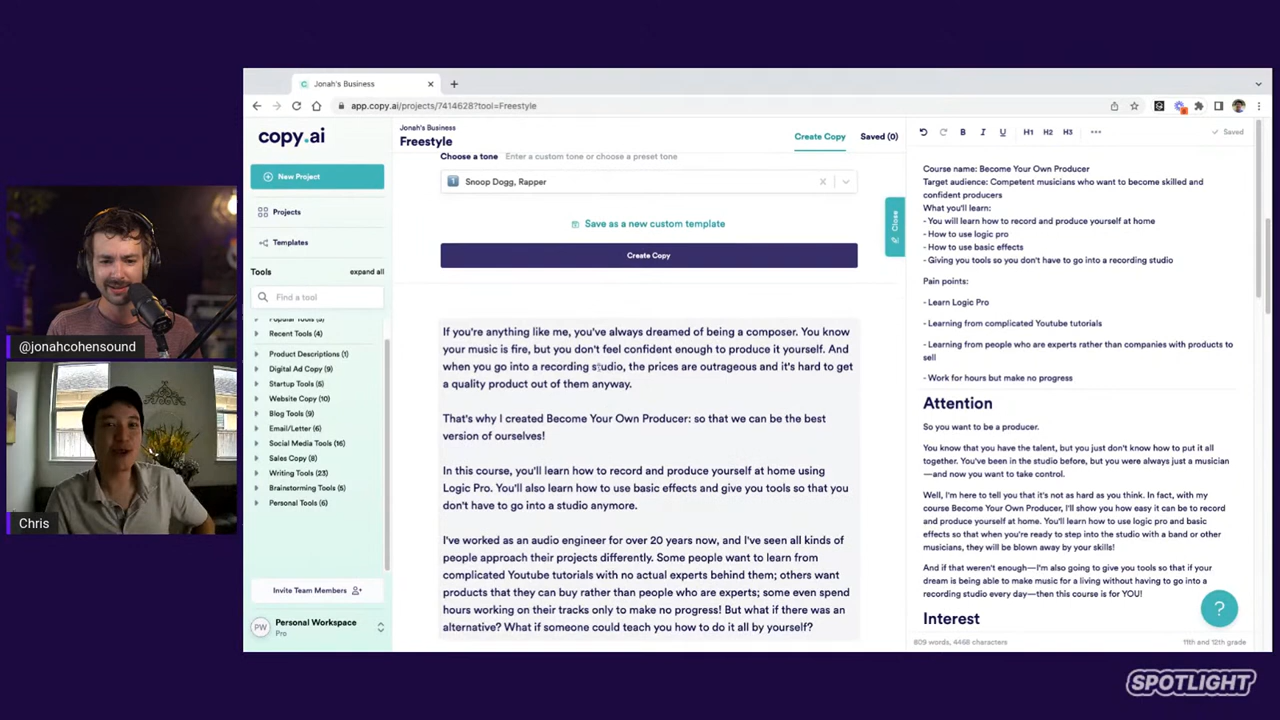 Jonah's Business
app.copy.ai/projects/7414628?tool=Freestyle
copy.ai
New Project
Projects
Templates
Tools
expand all
Find a tool
Popular Tools (5)
Recent Tools (4)
Product Descriptions (1)
Digital Ad Copy (9)
Startup Tools (5)
Website Copy (10)
Blog Tools (9)
Email/Letter (6)
Social Media Tools (16)
Sales Copy (8)
Writing Tools (23)
Brainstorming Tools (5)
Personal Tools (6)
Invite Team Members
PW
Personal Workspace
Pro
Jonah's Business
Freestyle
Create Copy
Saved (0)
Choose a tone Enter a custom tone or choose a preset tone
Snoop Dogg, Rapper
Save as a new custom template
Create Copy
Close
If you're anything like me, you've always dreamed of being a composer. You know
your music is fire, but you don't feel confident enough to produce it yourself. And
when you go into a recording studio, the prices are outrageous and it's hard to get
a quality product out of them anyway.
That's why I created Become Your Own Producer: so that we can be the best
version of ourselves!
In this course, you'll learn how to record and produce yourself at home using
Logic Pro. You'll also learn how to use basic effects and give you tools so that you
don't have to go into a studio anymore.
I've worked as an audio engineer for over 20 years now, and I've seen all kinds of
people approach their projects differently. Some people want to learn from
complicated Youtube tutorials with no actual experts behind them; others want
products that they can buy rather than people who are experts; some even spend
hours working on their tracks only to make no progress! But what if there was an
alternative? What if someone could teach you how to do it all by yourself?
B I U H1 H2 H3
Saved
Course name: Become Your Own Producer
Target audience: Competent musicians who want to become skilled and
confident producers
What you'll learn:
- You will learn how to record and produce yourself at home
- How to use logic pro
- How to use basic effects
- Giving you tools so you don't have to go into a recording studio
Pain points:
- Learn Logic Pro
- Learning from complicated Youtube tutorials
- Learning from people who are experts rather than companies with products to
sell
- Work for hours but make no progress
Attention
So you want to be a producer.
You know that you have the talent, but you just don't know how to put it all
together. You've been in the studio before, but you were always just a musician
—and now you want to take control.
Well, I'm here to tell you that it's not as hard as you think. In fact, with my
course Become Your Own Producer, I'll show you how easy it can be to record
and produce yourself at home. You'll learn how to use logic pro and basic
effects so that when you're ready to step into the studio with a band or other
musicians, they will be blown away by your skills!
And if that weren't enough—I'm also going to give you tools so that if your
dream is being able to make music for a living without having to go into a
recording studio every day—then this course is for YOU!
Interest
?
609 words, 4468 characters
11th and 12th grade
@jonahcohensound
Chris
SPOTLIGHT